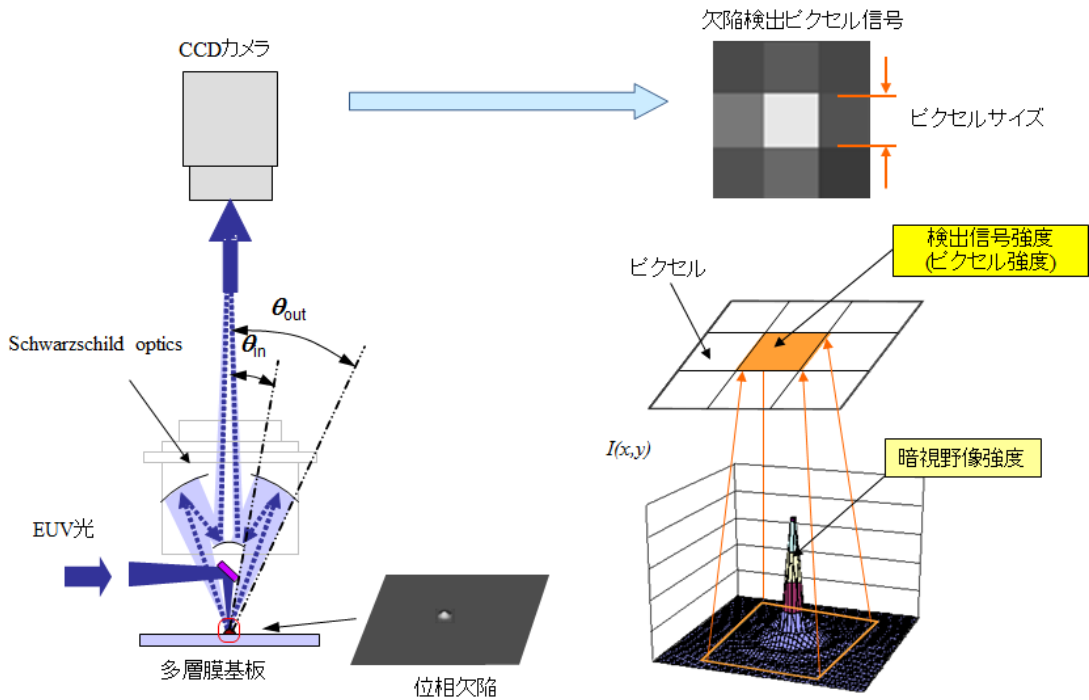 CCDカメラ
欠陥検出ピクセル信号
ピクセルサイズ
検出信号強度
(ピクセル強度)
ピクセル
θout
θin
Schwarzschild optics
I(x,y)
暗視野像強度
EUV光
多層膜基板
位相欠陥